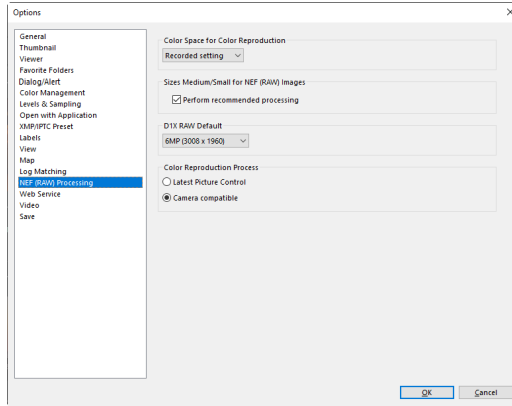 Options
General
Thumbnail
Viewer
Favorite Folders
Dialog/Alert
Color Management
Levels & Sampling
Open with Application
XMP/IPTC Preset
Labels
View
Map
Log Matching
NEF (RAW) Processing
Web Service
Video
Save
Color Space for Color Reproduction
Recorded setting
Sizes Medium/Small for NEF (RAW) Images
Perform recommended processing
D1X RAW Default
6MP (3008 x 1960)
Color Reproduction Process
Latest Picture Control
Camera compatible
OK
Cancel